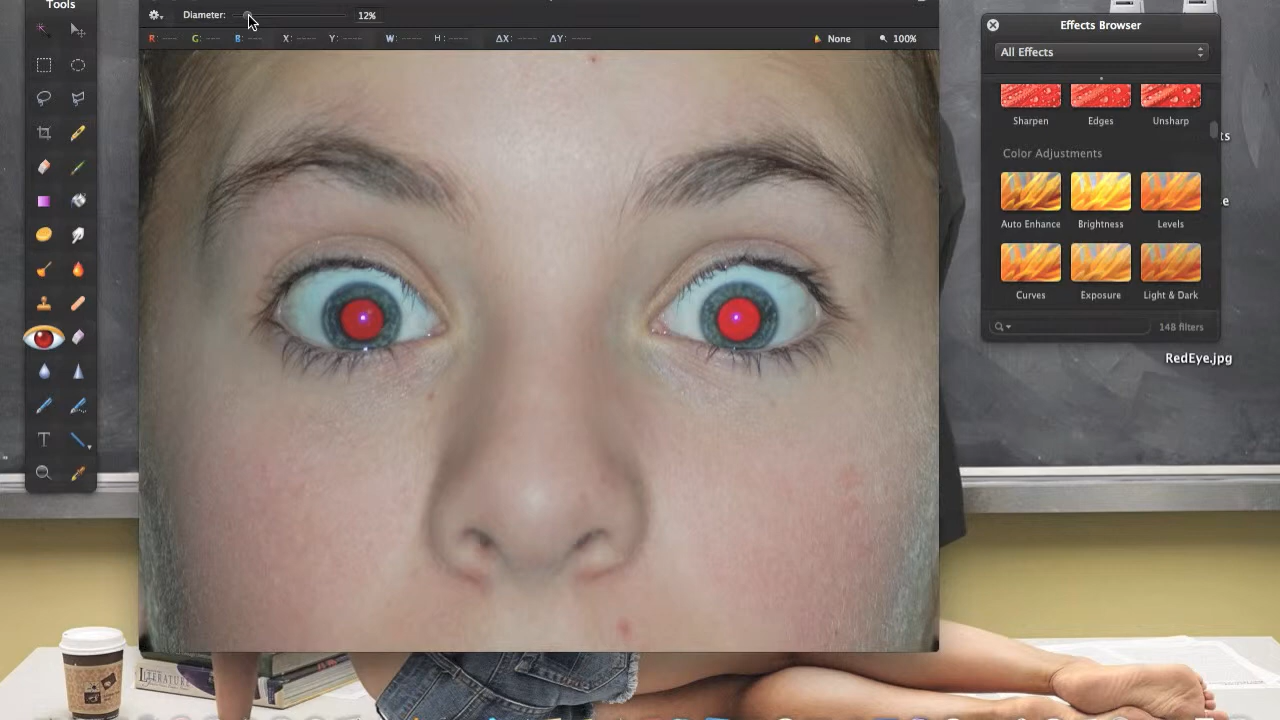 Tools
Diameter: 12%
R: G: B: X: Y: W: H: ΔX: ΔY: None 100%
Effects Browser
All Effects
Sharpen Edges Unsharp
Color Adjustments
Auto Enhance Brightness Levels
Curves Exposure Light & Dark
148 filters
RedEye.jpg
T
LITERATURE